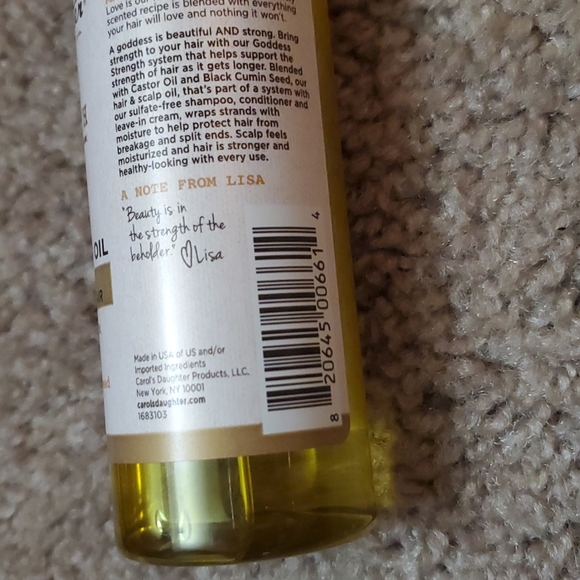 Love is our
scented recipe is blended with everything
your hair will love and nothing it won't.
A goddess is beautiful AND strong. Bring
strength to your hair with our Goddess
Strength system that helps support the
strength of hair as it gets longer. Blended
with Castor Oil and Black Cumin Seed, our
hair & scalp oil, that's part of a system with
our sulfate-free shampoo, conditioner and
leave-in cream, wraps strands with
moisture to help protect hair from
breakage and split ends. Scalp feels
moisturized and hair is stronger and
healthy-looking with every use.
A NOTE FROM LISA
"Beauty is in
the strength of the
beholder." ♡Lisa
OIL
Made in USA of US and/or
Imported Ingredients
Carol's Daughter Products, LLC.
New York, NY 10001
carolsdaughter.com
1683103
8 20645 00661 4